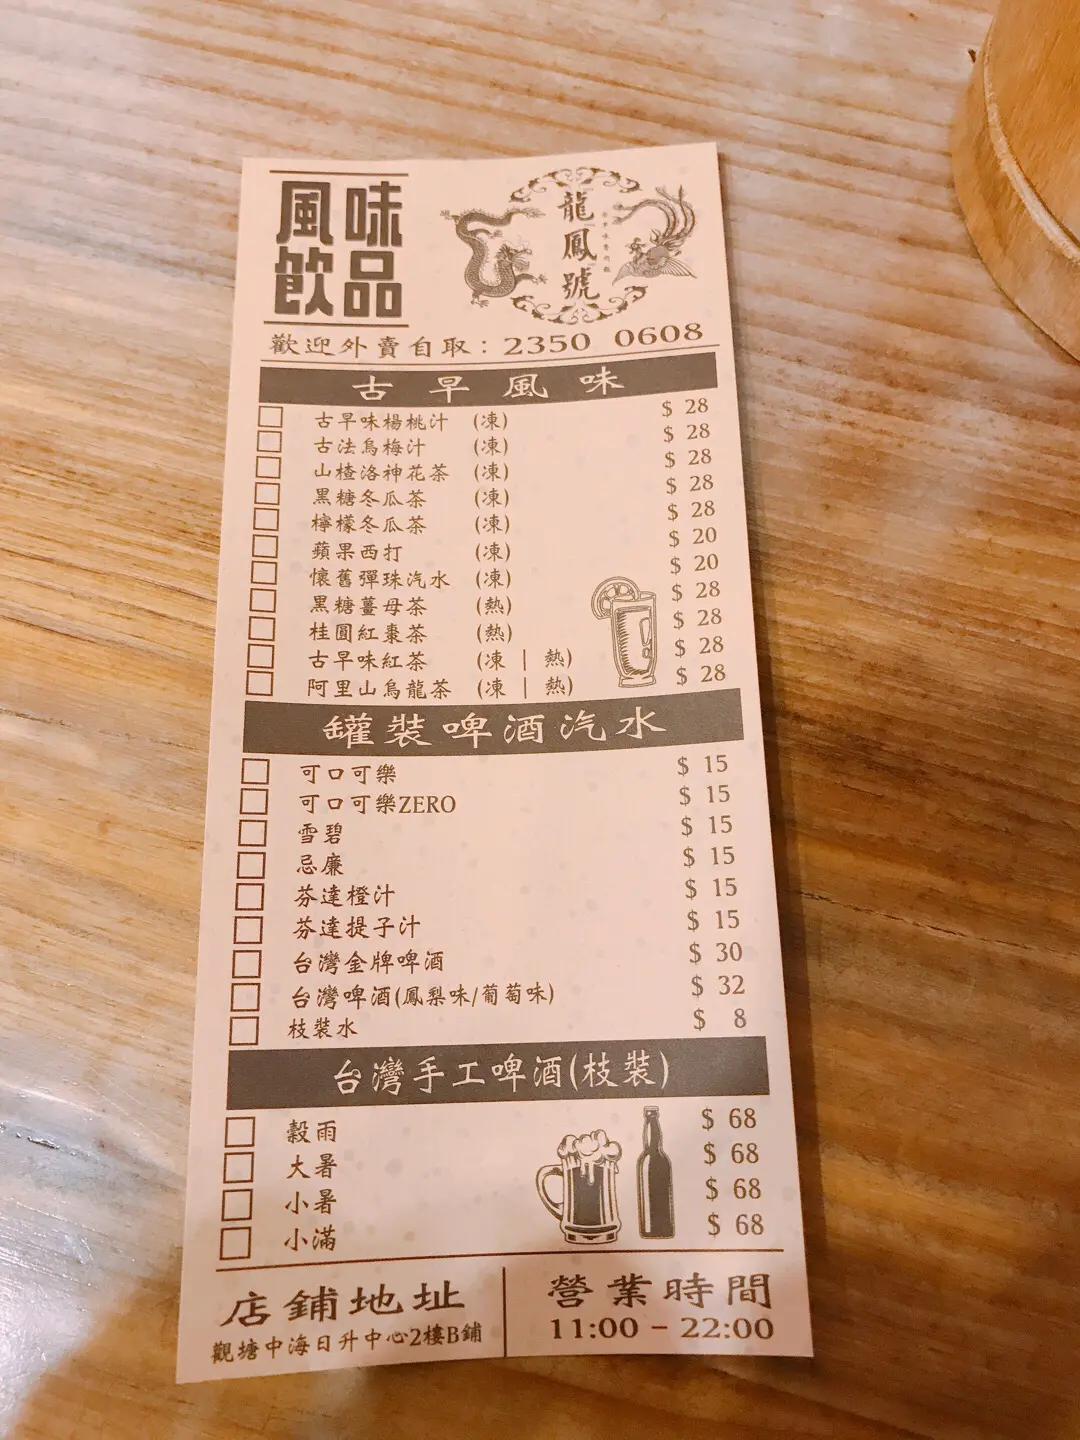 風味
飲品
龍鳳號
歡迎外賣自取：2350 0608
古早風味
古早味楊桃汁 (凍) $ 28
古法烏梅汁 (凍) $ 28
山楂洛神花茶 (凍) $ 28
黑糖冬瓜茶 (凍) $ 28
檸檬冬瓜茶 (凍) $ 28
蘋果西打 (凍) $ 20
懷舊彈珠汽水 (凍) $ 20
黑糖薑母茶 (熱) $ 28
桂圓紅棗茶 (熱) $ 28
古早味紅茶 (凍 | 熱) $ 28
阿里山烏龍茶 (凍 | 熱) $ 28
罐裝啤酒汽水
可口可樂 $ 15
可口可樂ZERO $ 15
雪碧 $ 15
忌廉 $ 15
芬達橙汁 $ 15
芬達提子汁 $ 15
台灣金牌啤酒 $ 30
台灣啤酒(鳳梨味/葡萄味) $ 32
枝裝水 $ 8
台灣手工啤酒(枝裝)
穀雨 $ 68
大暑 $ 68
小暑 $ 68
小滿 $ 68
店鋪地址
觀塘中海日升中心2樓B鋪
營業時間
11:00 - 22:00